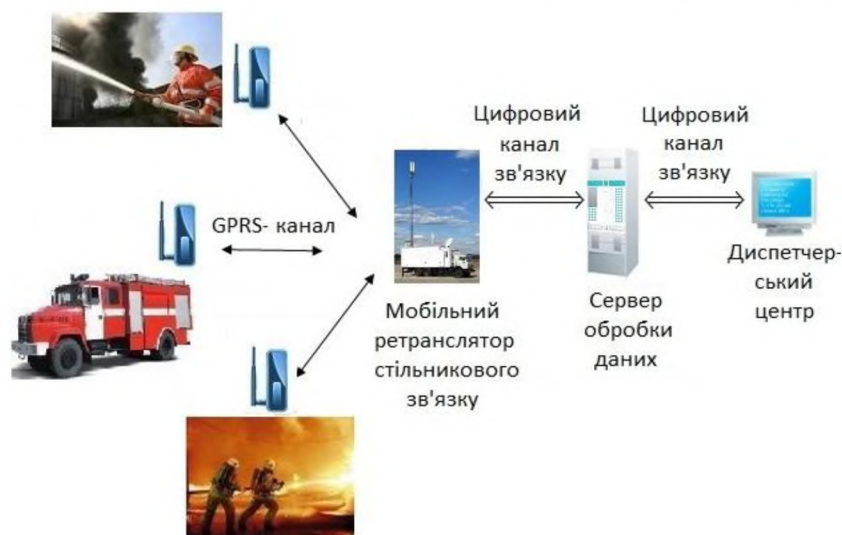 Цифровий
канал
зв'язку
Цифровий
канал
зв'язку
GPRS- канал
Мобільний
ретранслятор
стільникового
зв'язку
Сервер
обробки
даних
Диспетчер-
ський
центр